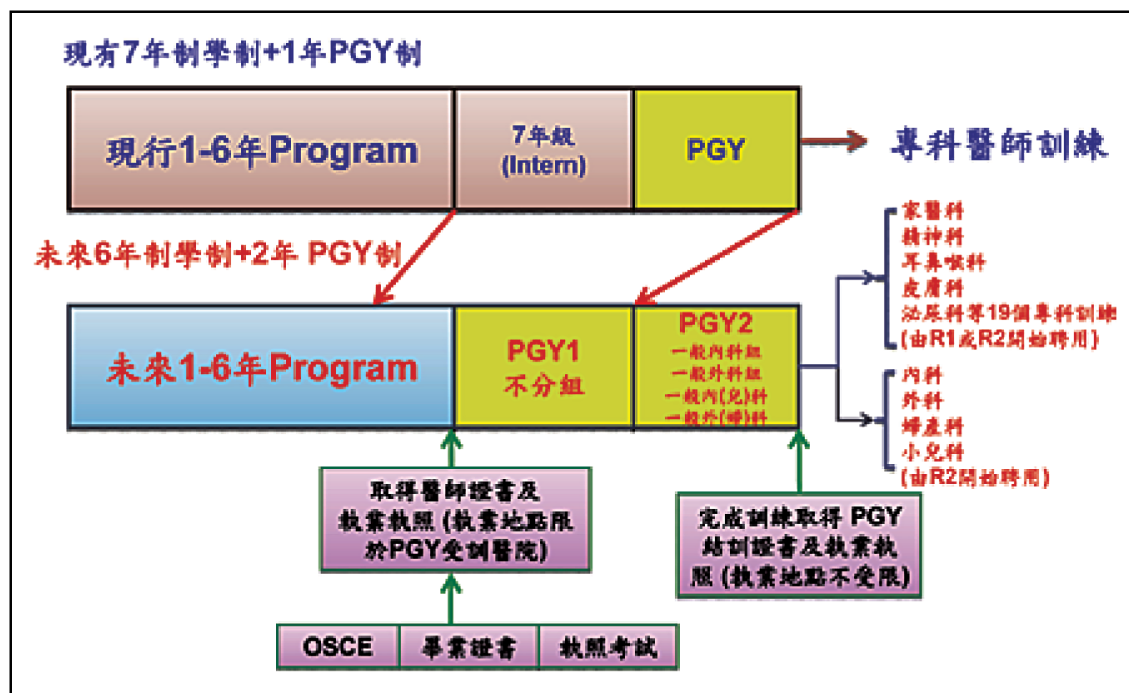 現有7年制學制+1年PGY制
現行1-6年Program
7年級
(Intern)
PGY
專科醫師訓練
未來6年制學制+2年 PGY制
未來1-6年Program
PGY1
不分組
PGY2
一般內科組
一般外科組
一般內(兒)科
一般外(婦)科
家醫科
精神科
耳鼻喉科
皮膚科
泌尿科等19個專科訓練
(由R1或R2開始聘用)
內科
外科
婦產科
小兒科
(由R2開始聘用)
取得醫師證書及
執業執照 (執業地點限
於PGY受訓醫院)
完成訓練取得 PGY
結訓證書及執業執
照 (執業地點不受限)
OSCE
畢業證書
執照考試